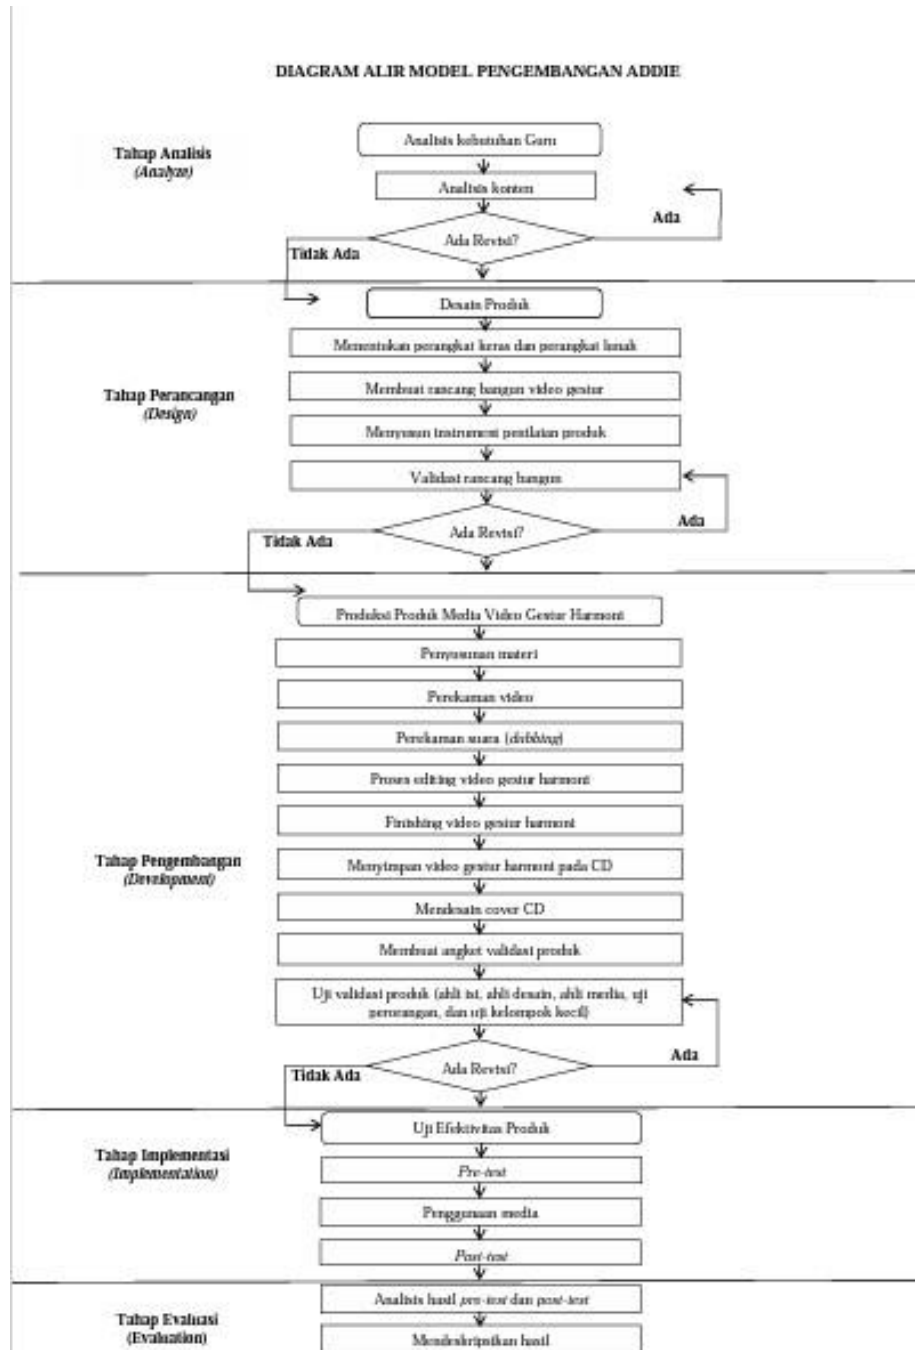 DIAGRAM ALIR MODEL PENGEMBANGAN ADDIE
Tahap Analisis
(Analyze)
Analisis kebutuhan Guru
Analisis konten
Ada
Ada Revisi?
Tidak Ada
Desain Produk
Menentukan perangkat keras dan perangkat lunak
Tahap Perancangan
(Design)
Membuat rancang bangun video gestur
Menyusun instrument penilaian produk
Validasi rancang bangun
Ada
Ada Revisi?
Tidak Ada
Produksi Produk Media Video Gestur Harmoni
Penyusunan materi
Perekaman video
Perekaman suara (dubbing)
Proses editing video gestur harmoni
Finishing video gestur harmoni
Tahap Pengembangan
(Development)
Menyimpan video gestur harmoni pada CD
Mendesain cover CD
Membuat angket validasi produk
Uji validasi produk (ahli isi, ahli desain, ahli media, uji
perorangan, dan uji kelompok kecil)
Ada
Ada Revisi?
Tidak Ada
Uji Efektivitas Produk
Tahap Implementasi
(Implementation)
Pre-test
Penggunaan media
Post-test
Tahap Evaluasi
(Evaluation)
Analisis hasil pre-test dan post-test
Mendeskripsikan hasil